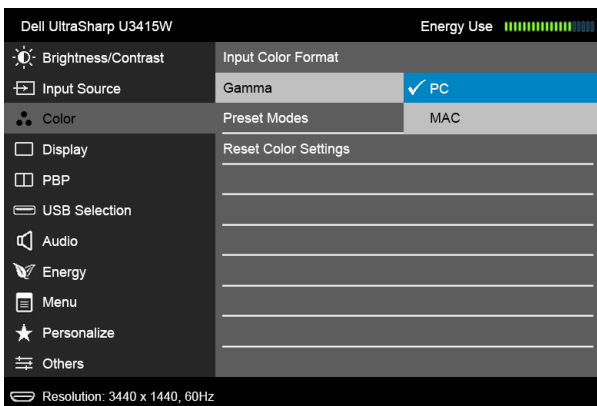 Dell UltraSharp U3415W Energy Use
Brightness/Contrast Input Color Format
Input Source Gamma PC
Color Preset Modes MAC
Display Reset Color Settings
PBP
USB Selection
Audio
Energy
Menu
Personalize
Others
Resolution: 3440 x 1440, 60Hz